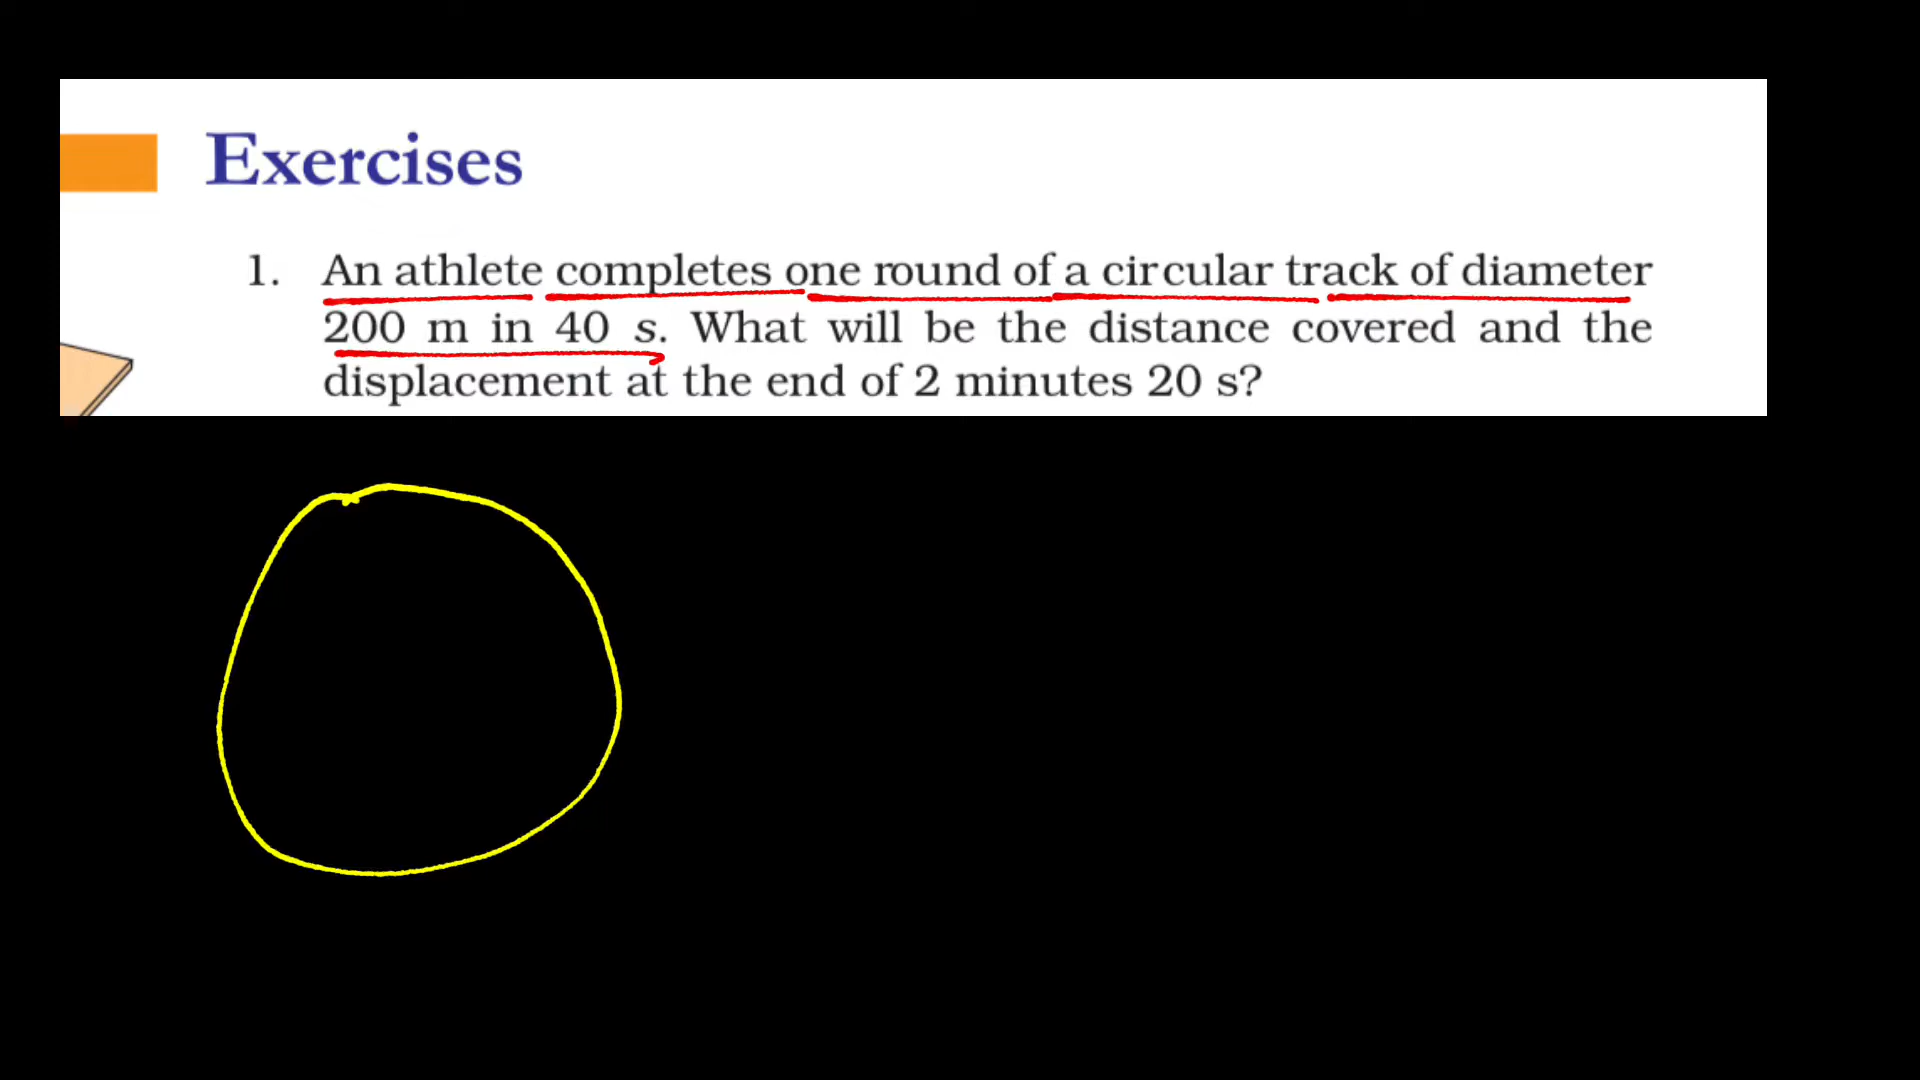 Exercises
1. An athlete completes one round of a circular track of diameter
200 m in 40 s. What will be the distance covered and the
displacement at the end of 2 minutes 20 s?